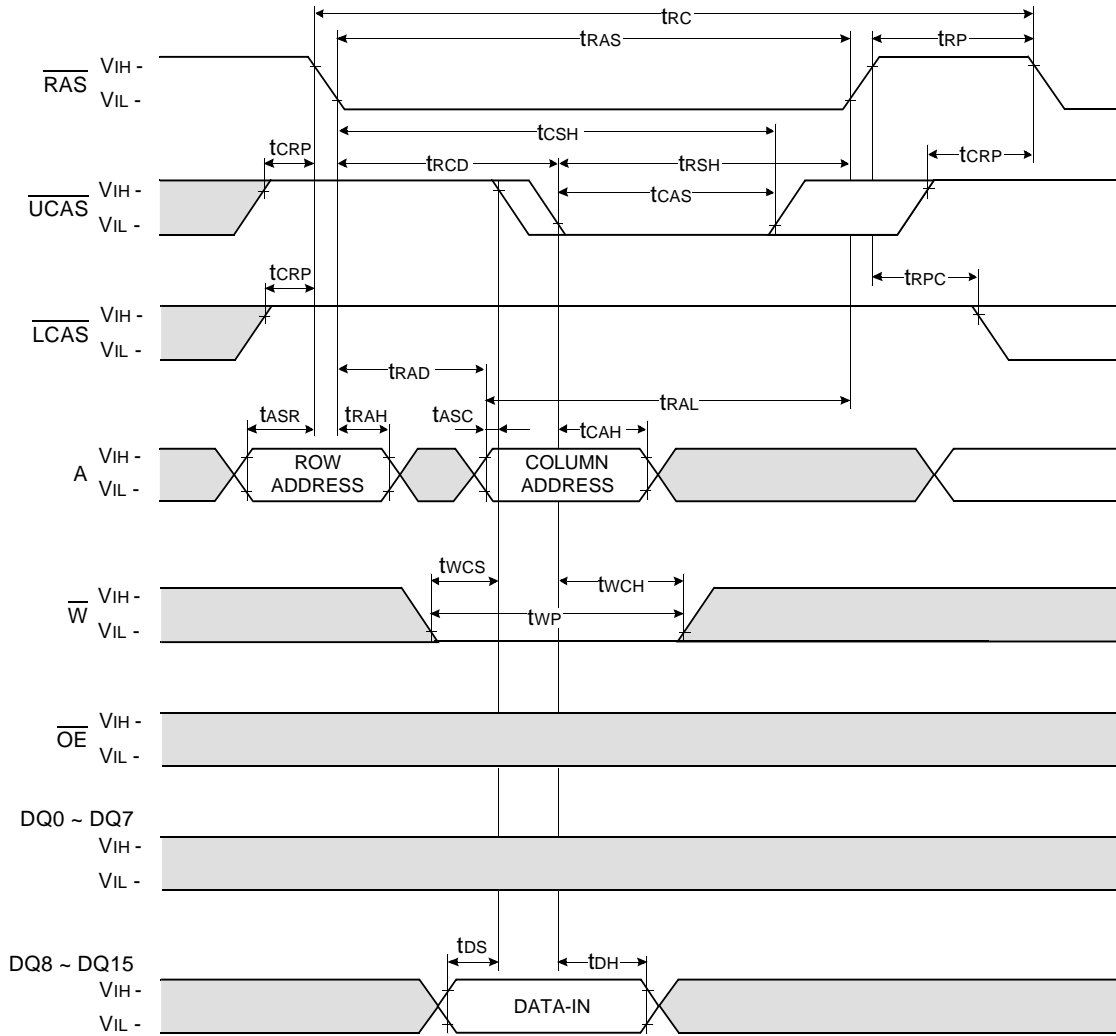 tRC
tRAS
tRP
VIH -
RAS
VIL -
tCSH
tCRP
tRCD
tRSH
tCRP
VIH -
UCAS
tCAS
VIL -
tCRP
tRPC
VIH -
LCAS
VIL -
tRAD
tRAL
tASR
tRAH
tASC
tCAH
VIH -
A
VIL -
ROW
ADDRESS
COLUMN
ADDRESS
tWCS
tWCH
VIH -
W
tWP
VIL -
VIH -
OE
VIL -
DQ0 ~ DQ7
VIH -
VIL -
tDS
tDH
DQ8 ~ DQ15
VIH -
DATA-IN
VIL -